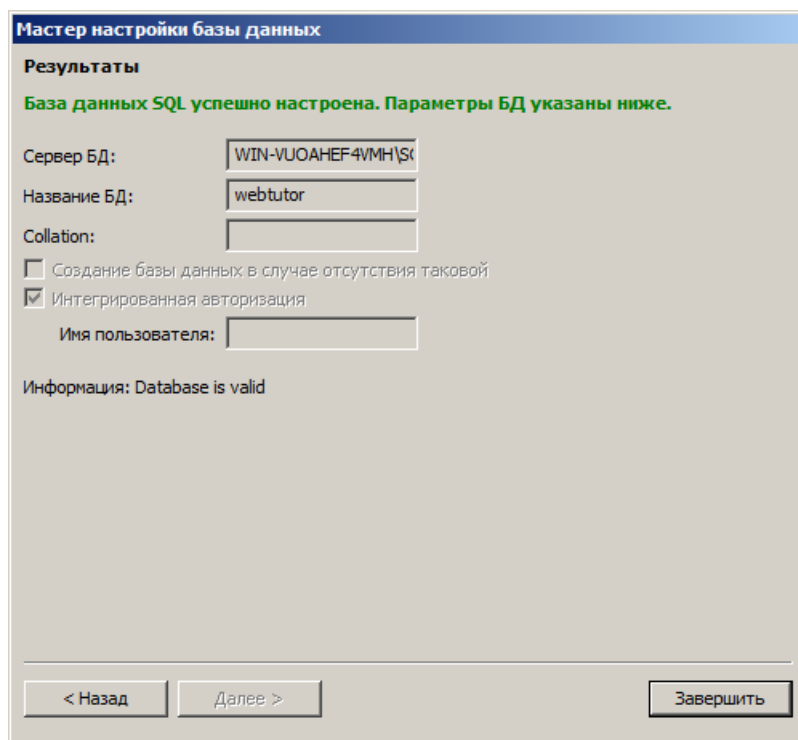 Мастер настройки базы данных
Результаты
База данных SQL успешно настроена. Параметры БД указаны ниже.
Сервер БД: WIN-VUOAHEF4VMH\S
Название БД: webtutor
Collation:
Создание базы данных в случае отсутствия таковой
Интегрированная авторизация
Имя пользователя:
Информация: Database is valid
< Назад Далее > Завершить